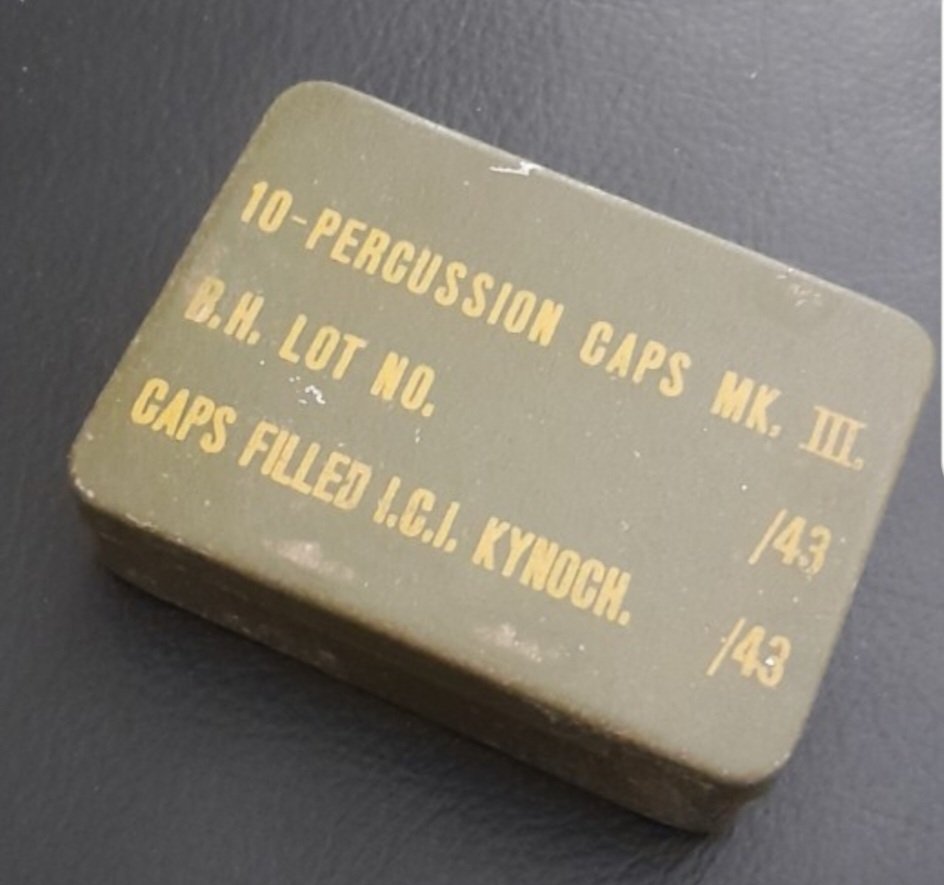 10-PERCUSSION CAPS MK, III,
B.H. LOT NO. /43
CAPS FILLED I.C.I. KYNOCH. /43